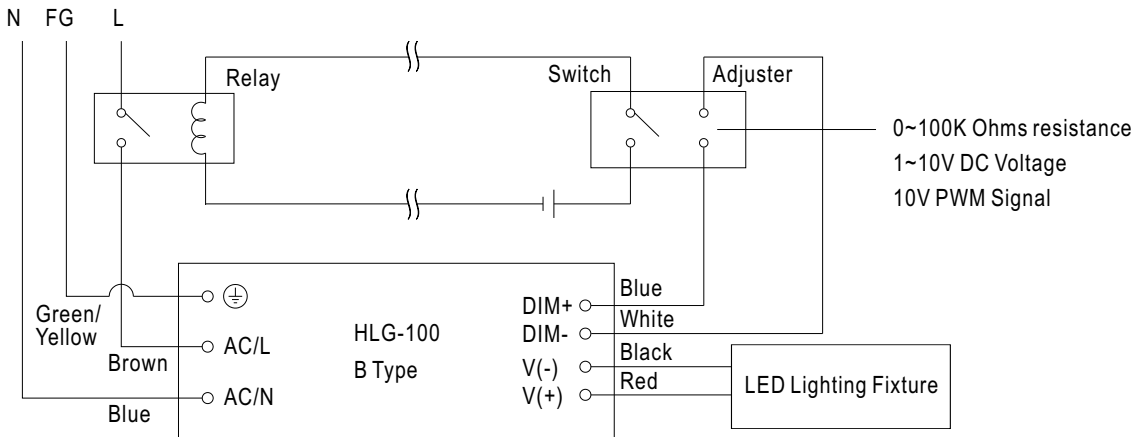 N FG L
Relay
Switch
Adjuster
0~100K Ohms resistance
1~10V DC Voltage
10V PWM Signal
Green/
Yellow
Brown
Blue
AC/L
AC/N
HLG-100
B Type
DIM+
DIM-
V(-)
V(+)
Blue
White
Black
Red
LED Lighting Fixture